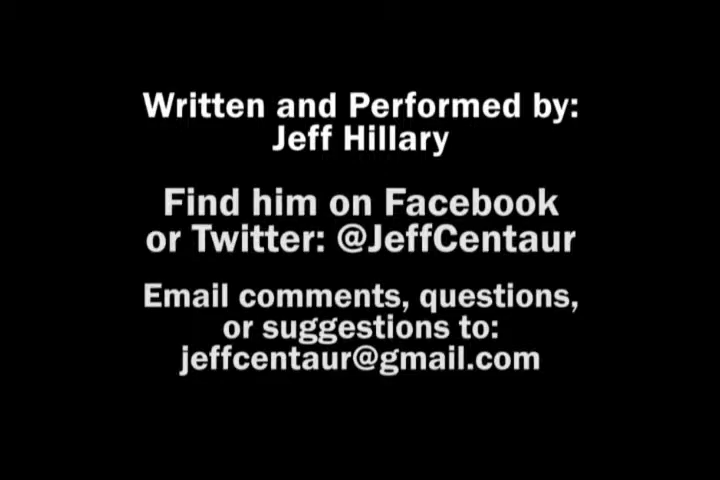 Written and Performed by:
Jeff Hillary
Find him on Facebook
or Twitter: @JeffCentaur
Email comments, questions,
or suggestions to:
jeffcentaur@gmail.com